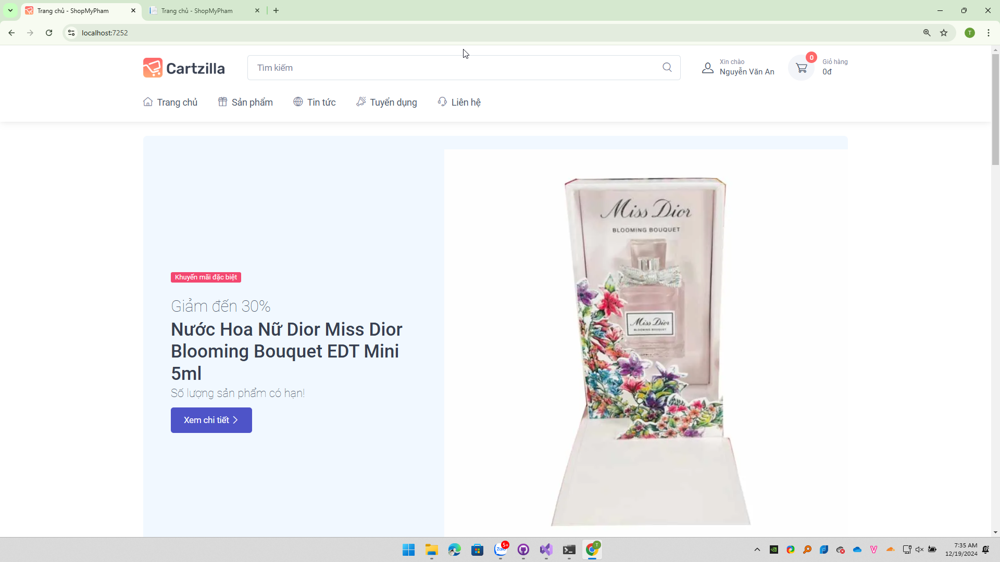 Trang chủ - ShopMyPham
Trang chủ - ShopMyPham
localhost:7252
T
Cartzilla
Tìm kiếm
Xin chào
Nguyễn Văn An
0
Giỏ hàng
0đ
Trang chủ
Sản phẩm
Tin tức
Tuyển dụng
Liên hệ
Khuyến mãi đặc biệt
Giảm đến 30%
Nước Hoa Nữ Dior Miss Dior
Blooming Bouquet EDT Mini
5ml
Số lượng sản phẩm có hạn!
Xem chi tiết
Miss Dior
BLOOMING BOUQUET
Miss Dior
BLOOMING BOUQUET
Zalo
5+
T
7:35 AM
12/19/2024